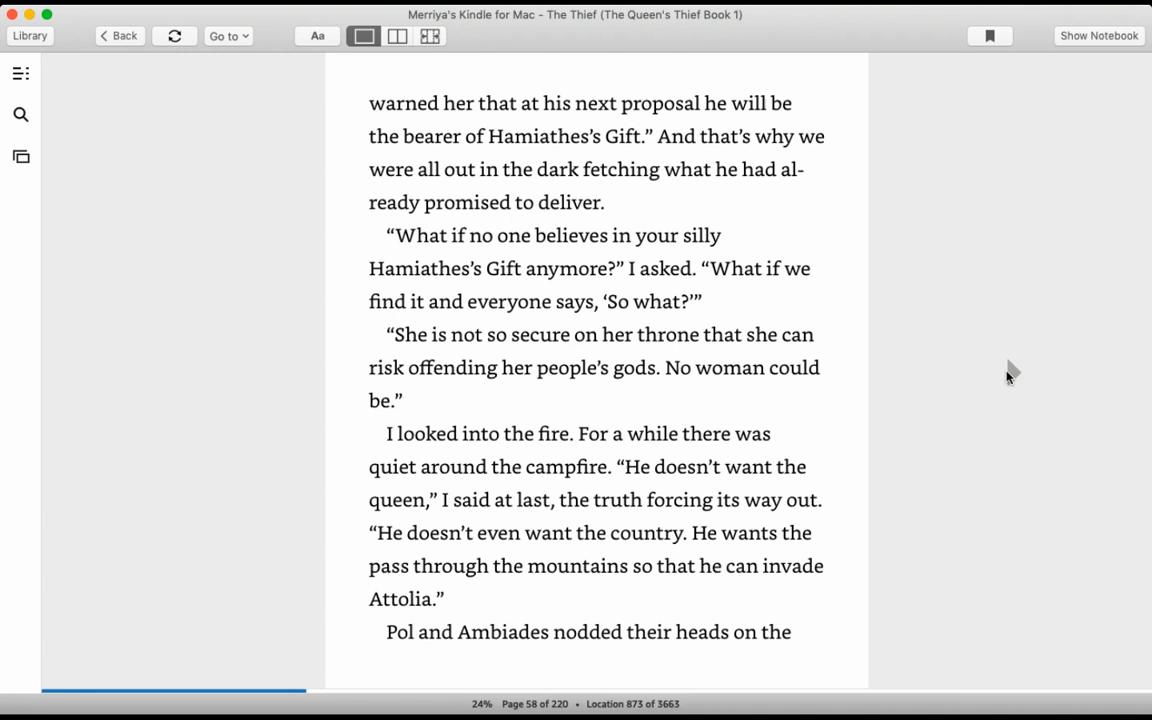 Merriya's Kindle for Mac - The Thief (The Queen's Thief Book 1)
Library Back Go to Aa Show Notebook
warned her that at his next proposal he will be
the bearer of Hamiathes’s Gift.” And that’s why we
were all out in the dark fetching what he had al-
ready promised to deliver.
“What if no one believes in your silly
Hamiathes’s Gift anymore?” I asked. “What if we
find it and everyone says, ‘So what?’”
“She is not so secure on her throne that she can
risk offending her people’s gods. No woman could
be.”
I looked into the fire. For a while there was
quiet around the campfire. “He doesn’t want the
queen,” I said at last, the truth forcing its way out.
“He doesn’t even want the country. He wants the
pass through the mountains so that he can invade
Attolia.”
Pol and Ambiades nodded their heads on the
24% Page 58 of 220 • Location 873 of 3663